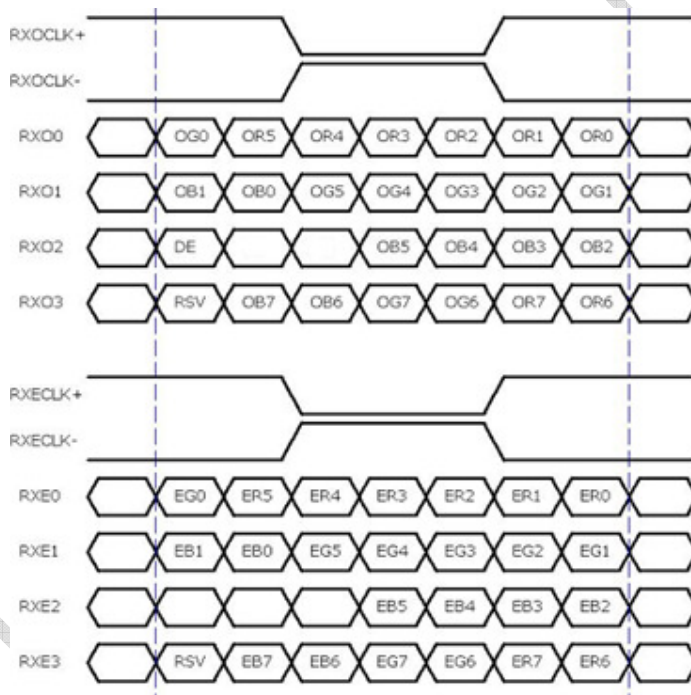 RXOCLK+
RXOCLK-
RXO0 OG0 OR5 OR4 OR3 OR2 OR1 OR0
RXO1 OB1 OB0 OG5 OG4 OG3 OG2 OG1
RXO2 DE OB5 OB4 OB3 OB2
RXO3 RSV OB7 OB6 OG7 OG6 OR7 OR6
RXECLK+
RXECLK-
RXE0 EG0 ER5 ER4 ER3 ER2 ER1 ER0
RXE1 EB1 EB0 EG5 EG4 EG3 EG2 EG1
RXE2 EB5 EB4 EB3 EB2
RXE3 RSV EB7 EB6 EG7 EG6 ER7 ER6